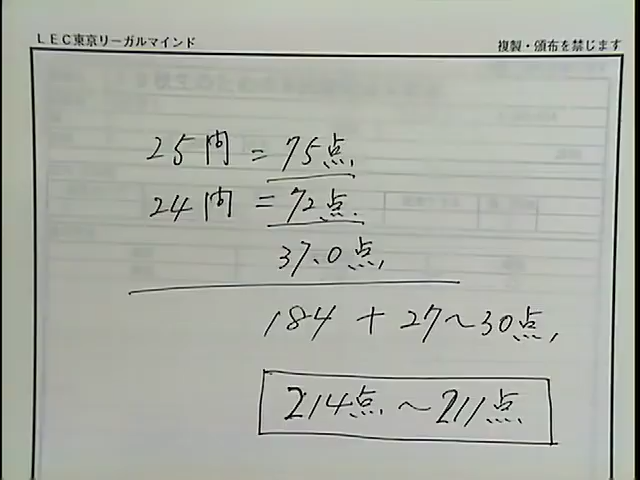 LEC東京リーガルマインド
複製・頒布を禁じます
25問 = 75点
24問 = 72点
37.0点
184 + 27~30点
214点 ~ 211点